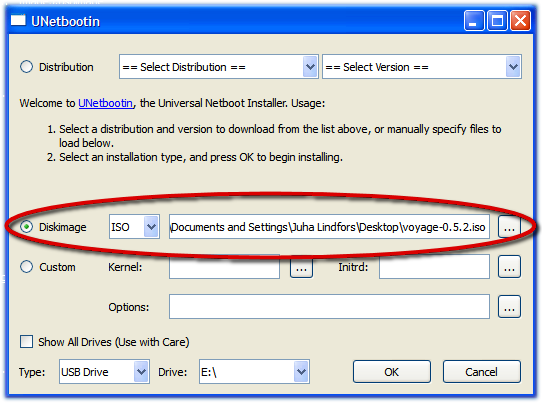 UNetbootin
Distribution == Select Distribution == == Select Version ==
Welcome to UNetbootin, the Universal Netboot Installer. Usage:
1. Select a distribution and version to download from the list above, or manually specify files to
load below.
2. Select an installation type, and press OK to begin installing.
Diskimage ISO \Documents and Settings\Juha Lindfors\Desktop\voyage-0.5.2.iso ...
Custom Kernel: ... Initrd: ...
Options: ...
Show All Drives (Use with Care)
Type: USB Drive Drive: E:\ OK Cancel